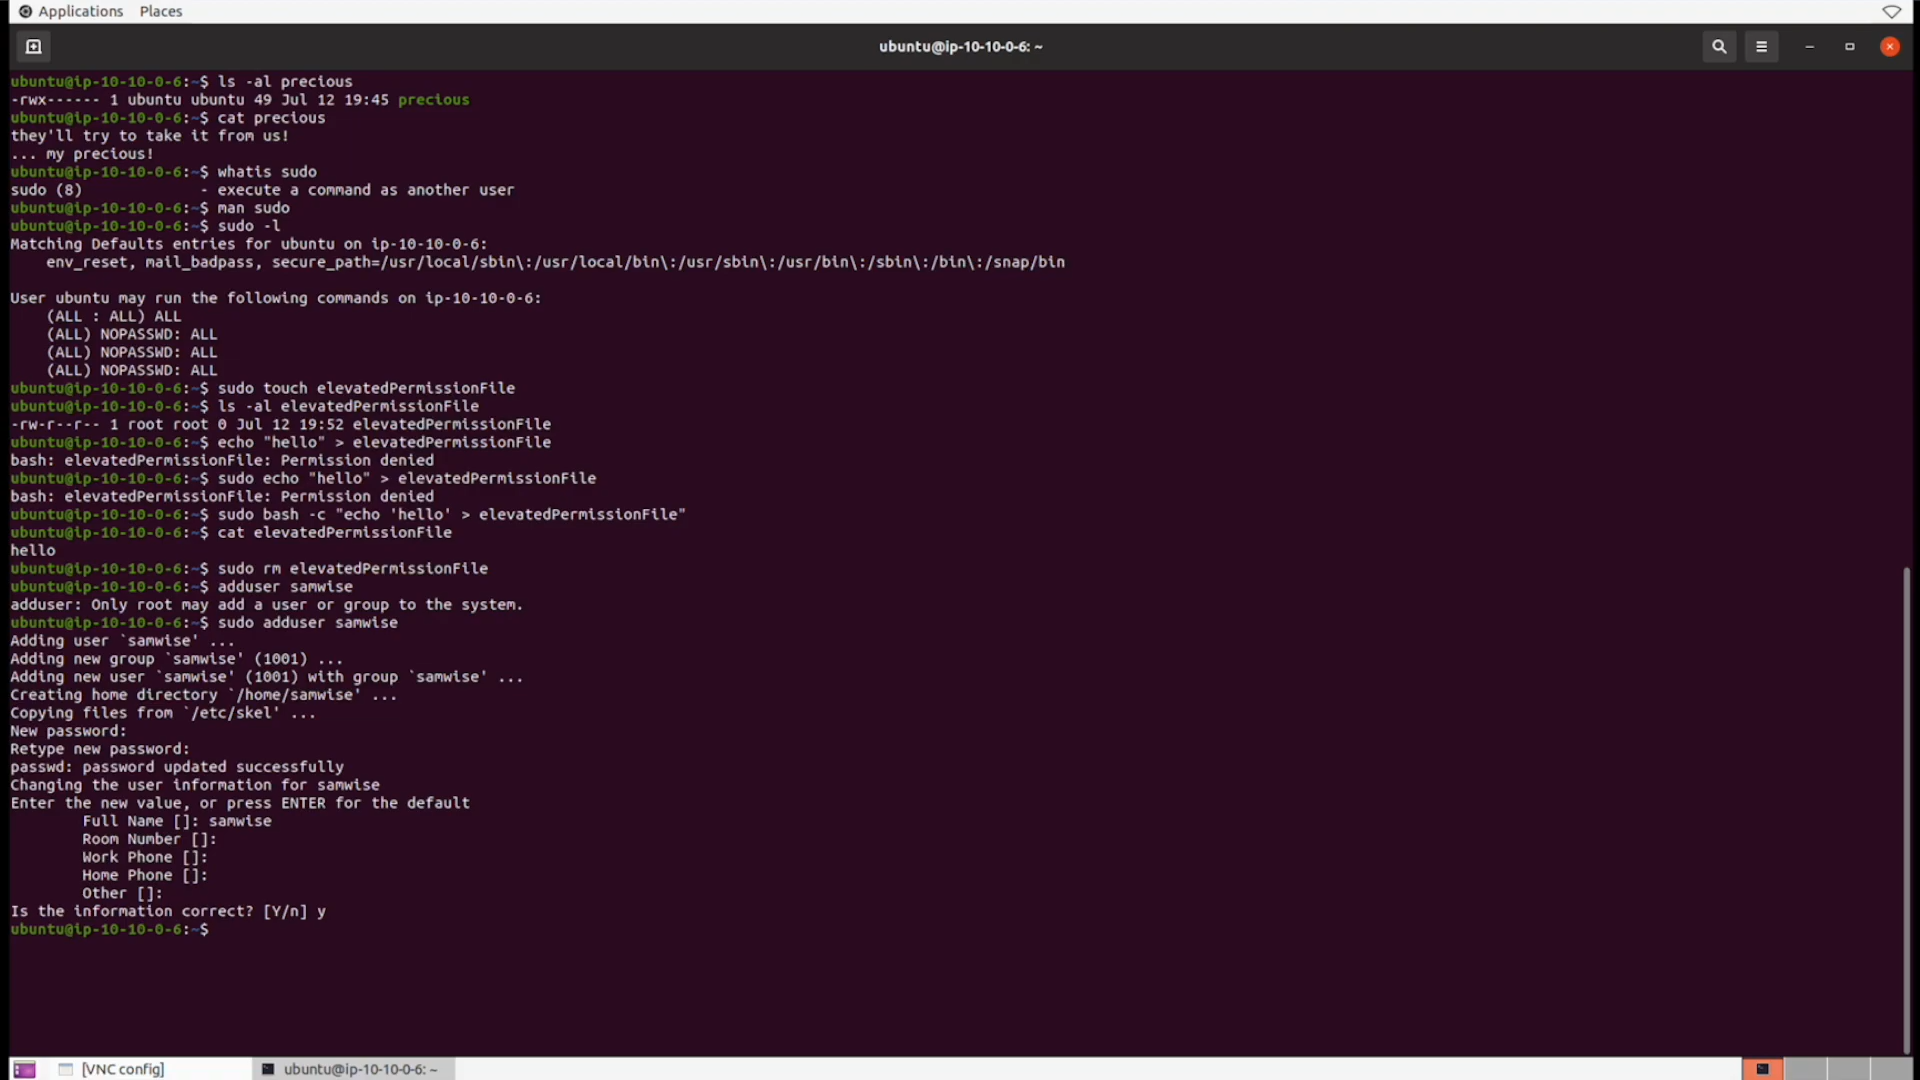 Applications Places
ubuntu@ip-10-10-0-6: ~
ubuntu@ip-10-10-0-6:~$ ls -al precious
-rwx------ 1 ubuntu ubuntu 49 Jul 12 19:45 precious
ubuntu@ip-10-10-0-6:~$ cat precious
they'll try to take it from us!
... my precious!
ubuntu@ip-10-10-0-6:~$ whatis sudo
sudo (8)             - execute a command as another user
ubuntu@ip-10-10-0-6:~$ man sudo
ubuntu@ip-10-10-0-6:~$ sudo -l
Matching Defaults entries for ubuntu on ip-10-10-0-6:
    env_reset, mail_badpass, secure_path=/usr/local/sbin\:/usr/local/bin\:/usr/sbin\:/usr/bin\:/sbin\:/bin\:/snap/bin
User ubuntu may run the following commands on ip-10-10-0-6:
    (ALL : ALL) ALL
    (ALL) NOPASSWD: ALL
    (ALL) NOPASSWD: ALL
    (ALL) NOPASSWD: ALL
ubuntu@ip-10-10-0-6:~$ sudo touch elevatedPermissionFile
ubuntu@ip-10-10-0-6:~$ ls -al elevatedPermissionFile
-rw-r--r-- 1 root root 0 Jul 12 19:52 elevatedPermissionFile
ubuntu@ip-10-10-0-6:~$ echo "hello" > elevatedPermissionFile
bash: elevatedPermissionFile: Permission denied
ubuntu@ip-10-10-0-6:~$ sudo echo "hello" > elevatedPermissionFile
bash: elevatedPermissionFile: Permission denied
ubuntu@ip-10-10-0-6:~$ sudo bash -c "echo 'hello' > elevatedPermissionFile"
ubuntu@ip-10-10-0-6:~$ cat elevatedPermissionFile
hello
ubuntu@ip-10-10-0-6:~$ sudo rm elevatedPermissionFile
ubuntu@ip-10-10-0-6:~$ adduser samwise
adduser: Only root may add a user or group to the system.
ubuntu@ip-10-10-0-6:~$ sudo adduser samwise
Adding user `samwise' ...
Adding new group `samwise' (1001) ...
Adding new user `samwise' (1001) with group `samwise' ...
Creating home directory `/home/samwise' ...
Copying files from `/etc/skel' ...
New password:
Retype new password:
passwd: password updated successfully
Changing the user information for samwise
Enter the new value, or press ENTER for the default
        Full Name []: samwise
        Room Number []:
        Work Phone []:
        Home Phone []:
        Other []:
Is the information correct? [Y/n] y
ubuntu@ip-10-10-0-6:~$
[VNC config] ubuntu@ip-10-10-0-6: ~